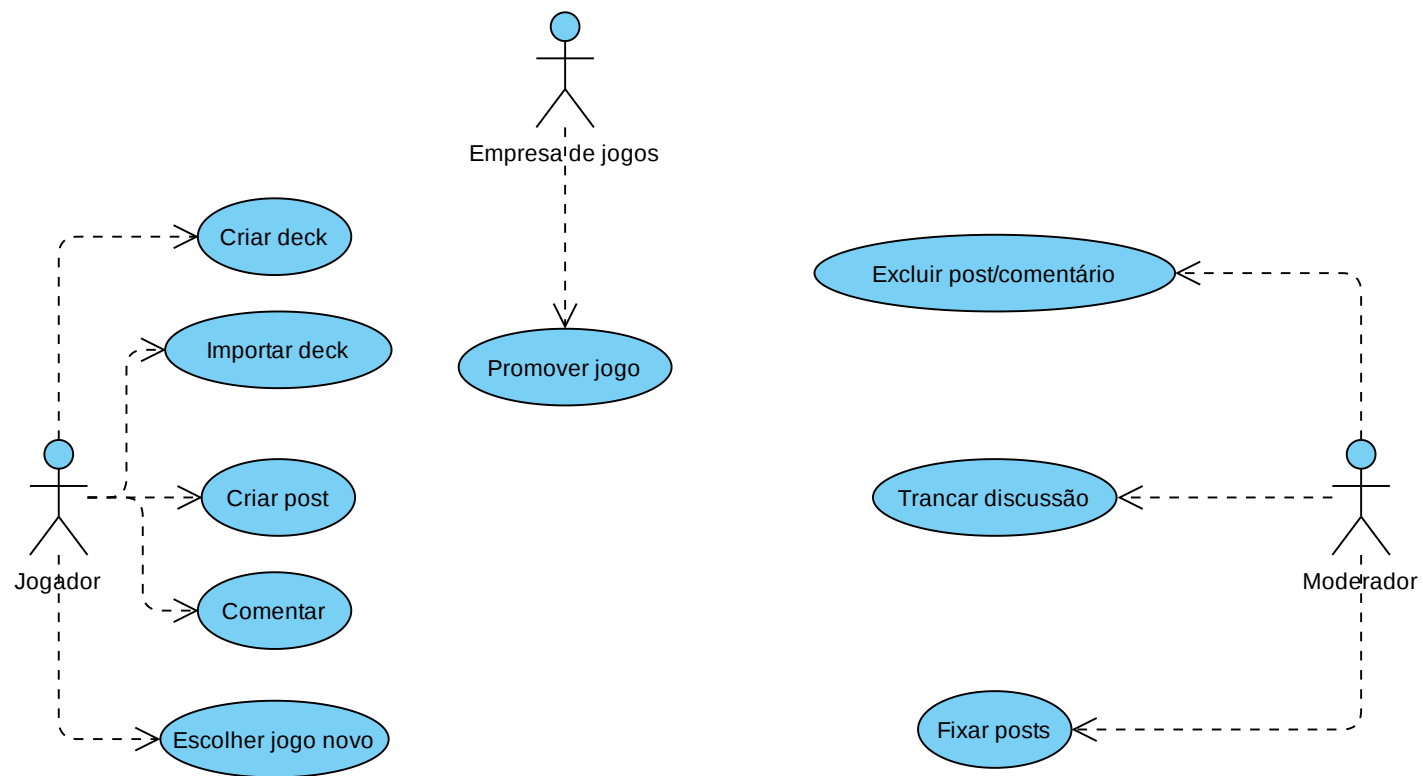 Empresa de jogos
Criar deck
Excluir post/comentário
Importar deck
Promover jogo
Criar post
Trancar discussão
Jogador
Moderador
Comentar
Fixar posts
Escolher jogo novo